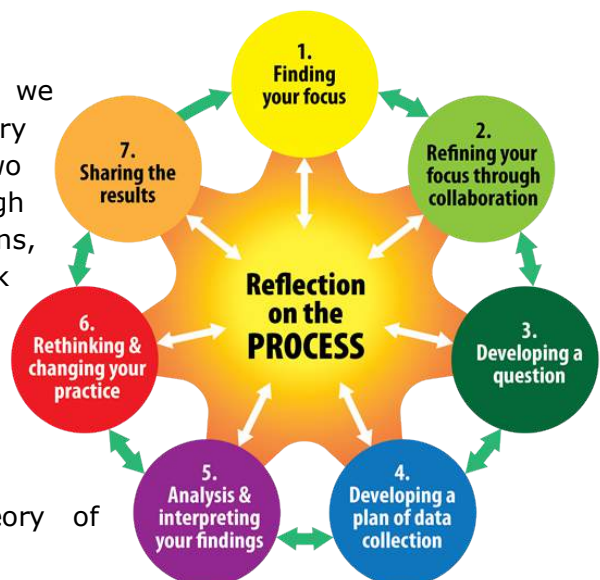 we
ry
vo
gh
ns,
k
eory of
1.
Finding
your focus
2.
Refining your
focus through
collaboration
3.
Developing a
question
4.
Developing a
plan of data
collection
5.
Analysis &
interpreting
your findings
6.
Rethinking &
changing your
practice
7.
Sharing the
results
Reflection
on the
PROCESS